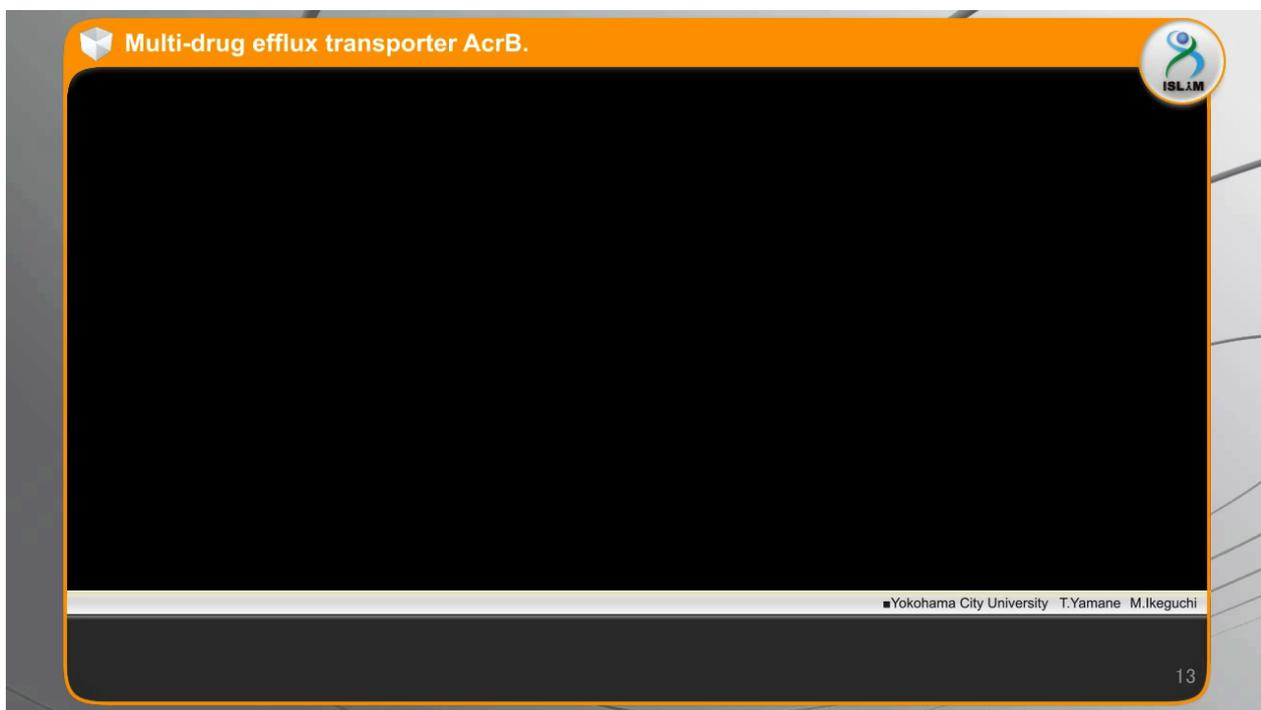 Multi-drug efflux transporter AcrB.
ISLiM
■Yokohama City University T.Yamane M.Ikeguchi
13